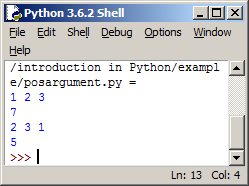 Python 3.6.2 Shell
File Edit Shell Debug Options Window
Help
/introduction in Python/exampl
e/posargument.py =
1 2 3
7
2 3 1
5
>>>
Ln: 13 Col: 4